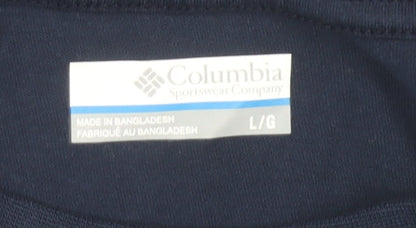 Columbia
Sportswear Company
MADE IN BANGLADESH
FABRIQUÉ AU BANGLADESH
L/G